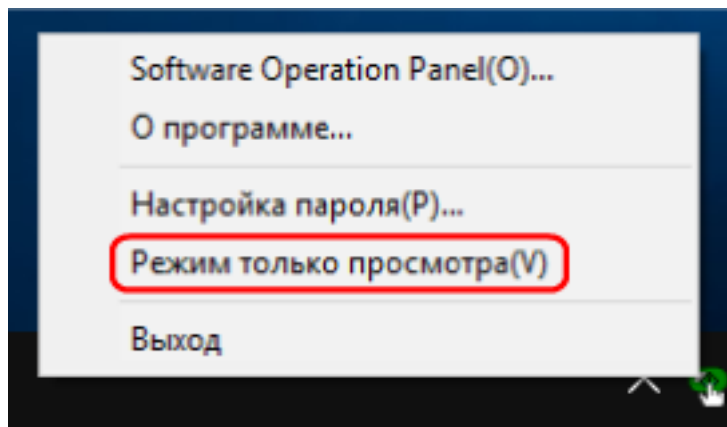 Software Operation Panel(O)...
О программе...
Настройка пароля(P)...
Режим только просмотра(V)
Выход